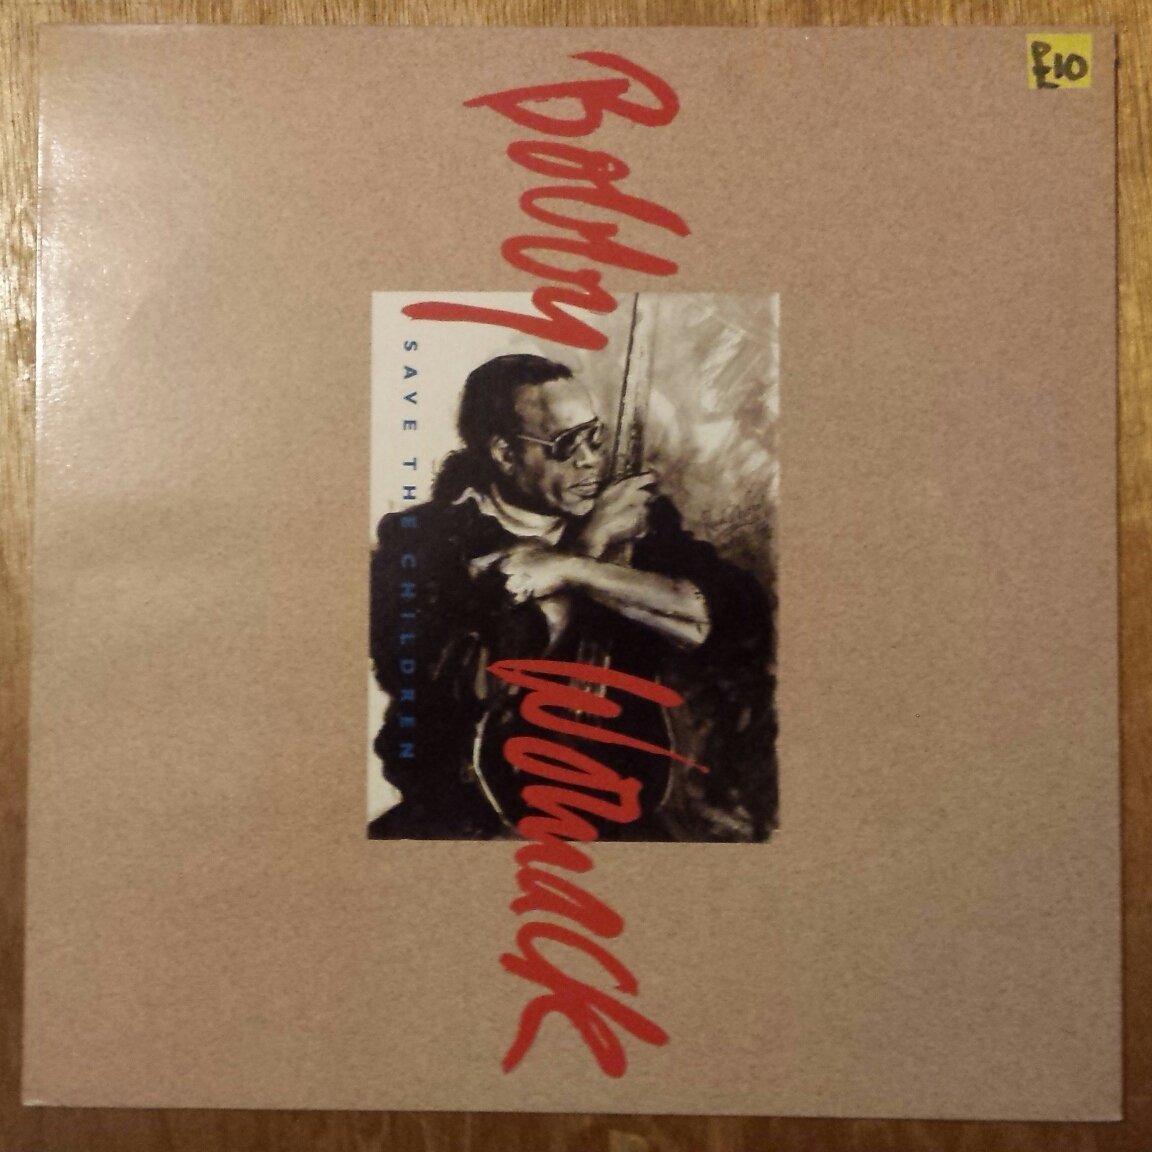 Bobby Womack
SAVE THE CHILDREN
£10